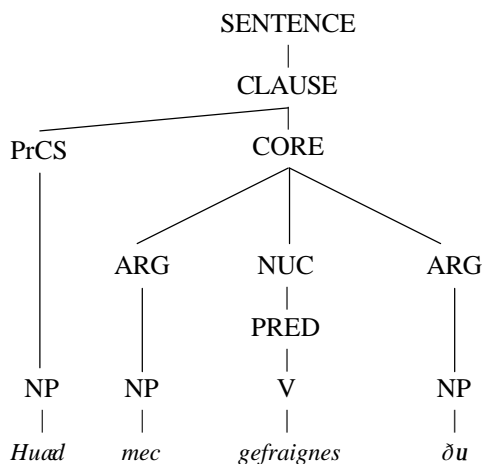 SENTENCE
CLAUSE
PrCS CORE
ARG NUC ARG
PRED
NP NP V NP
Huæd mec gefraignes ðu